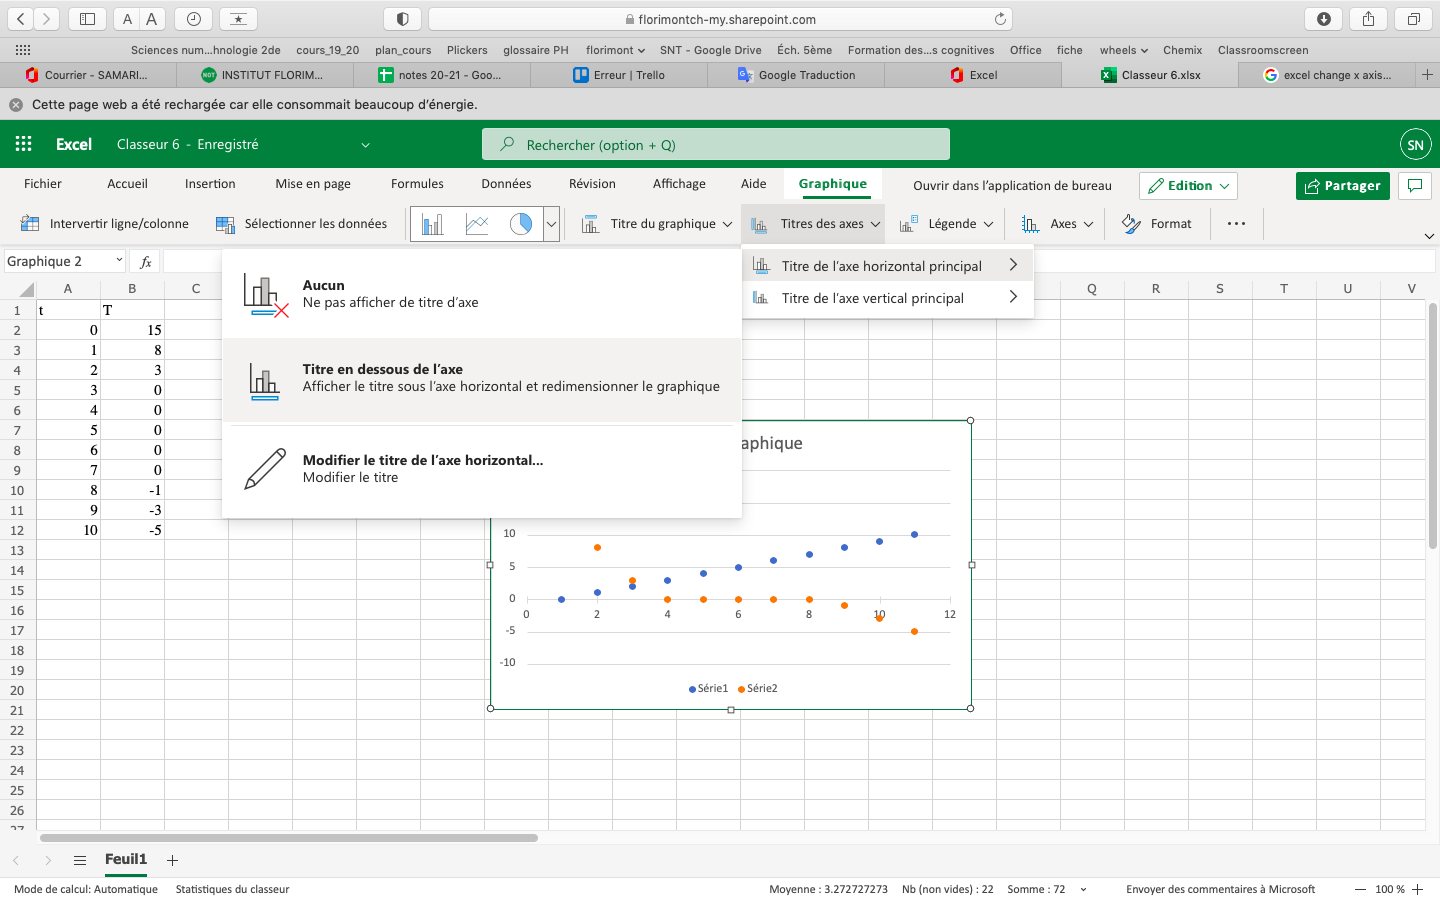 A A
florimontch-my.sharepoint.com
Sciences num...hnologie 2de cours_19_20 plan_cours Plickers glossaire PH florimont SNT - Google Drive Éch. 5ème Formation des...s cognitives Office fiche wheels Chemix Classroomscreen
Courrier - SAMARI... INSTITUT FLORIM... notes 20-21 - Goo... Erreur | Trello Google Traduction Excel Classeur 6.xlsx excel change x axis...
Cette page web a été rechargée car elle consommait beaucoup d'énergie.
Excel Classeur 6 - Enregistré Rechercher (option + Q) SN
Fichier Accueil Insertion Mise en page Formules Données Révision Affichage Aide Graphique Ouvrir dans l'application de bureau Edition Partager
Intervertir ligne/colonne Sélectionner les données Titre du graphique Titres des axes Légende Axes Format ...
Graphique 2 fx
Titre de l'axe horizontal principal
Titre de l'axe vertical principal
Aucun
Ne pas afficher de titre d'axe
Titre en dessous de l'axe
Afficher le titre sous l'axe horizontal et redimensionner le graphique
Modifier le titre de l'axe horizontal...
Modifier le titre
A B C Q R S T U V
1 t T
2 0 15
3 1 8
4 2 3
5 3 0
6 4 0
7 5 0
8 6 0
9 7 0
10 8 -1
11 9 -3
12 10 -5
13
14
15
16
17
18
19
20
21
22
23
24
25
26
27
aphique
10
5
0
-5
-10
0 2 4 6 8 10 12
Série1 Série2
Feuil1
Mode de calcul: Automatique Statistiques du classeur Moyenne : 3.272727273 Nb (non vides) : 22 Somme : 72 Envoyer des commentaires à Microsoft 100 %